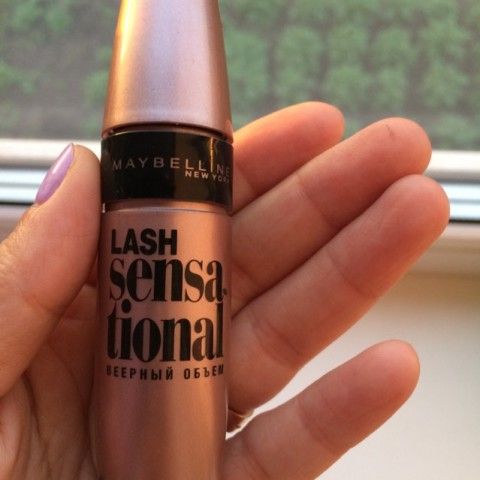 MAYBELLINE
NEW YORK
LASH
sensa-
tional
ВЕЕРНЫЙ ОБЪЕМ